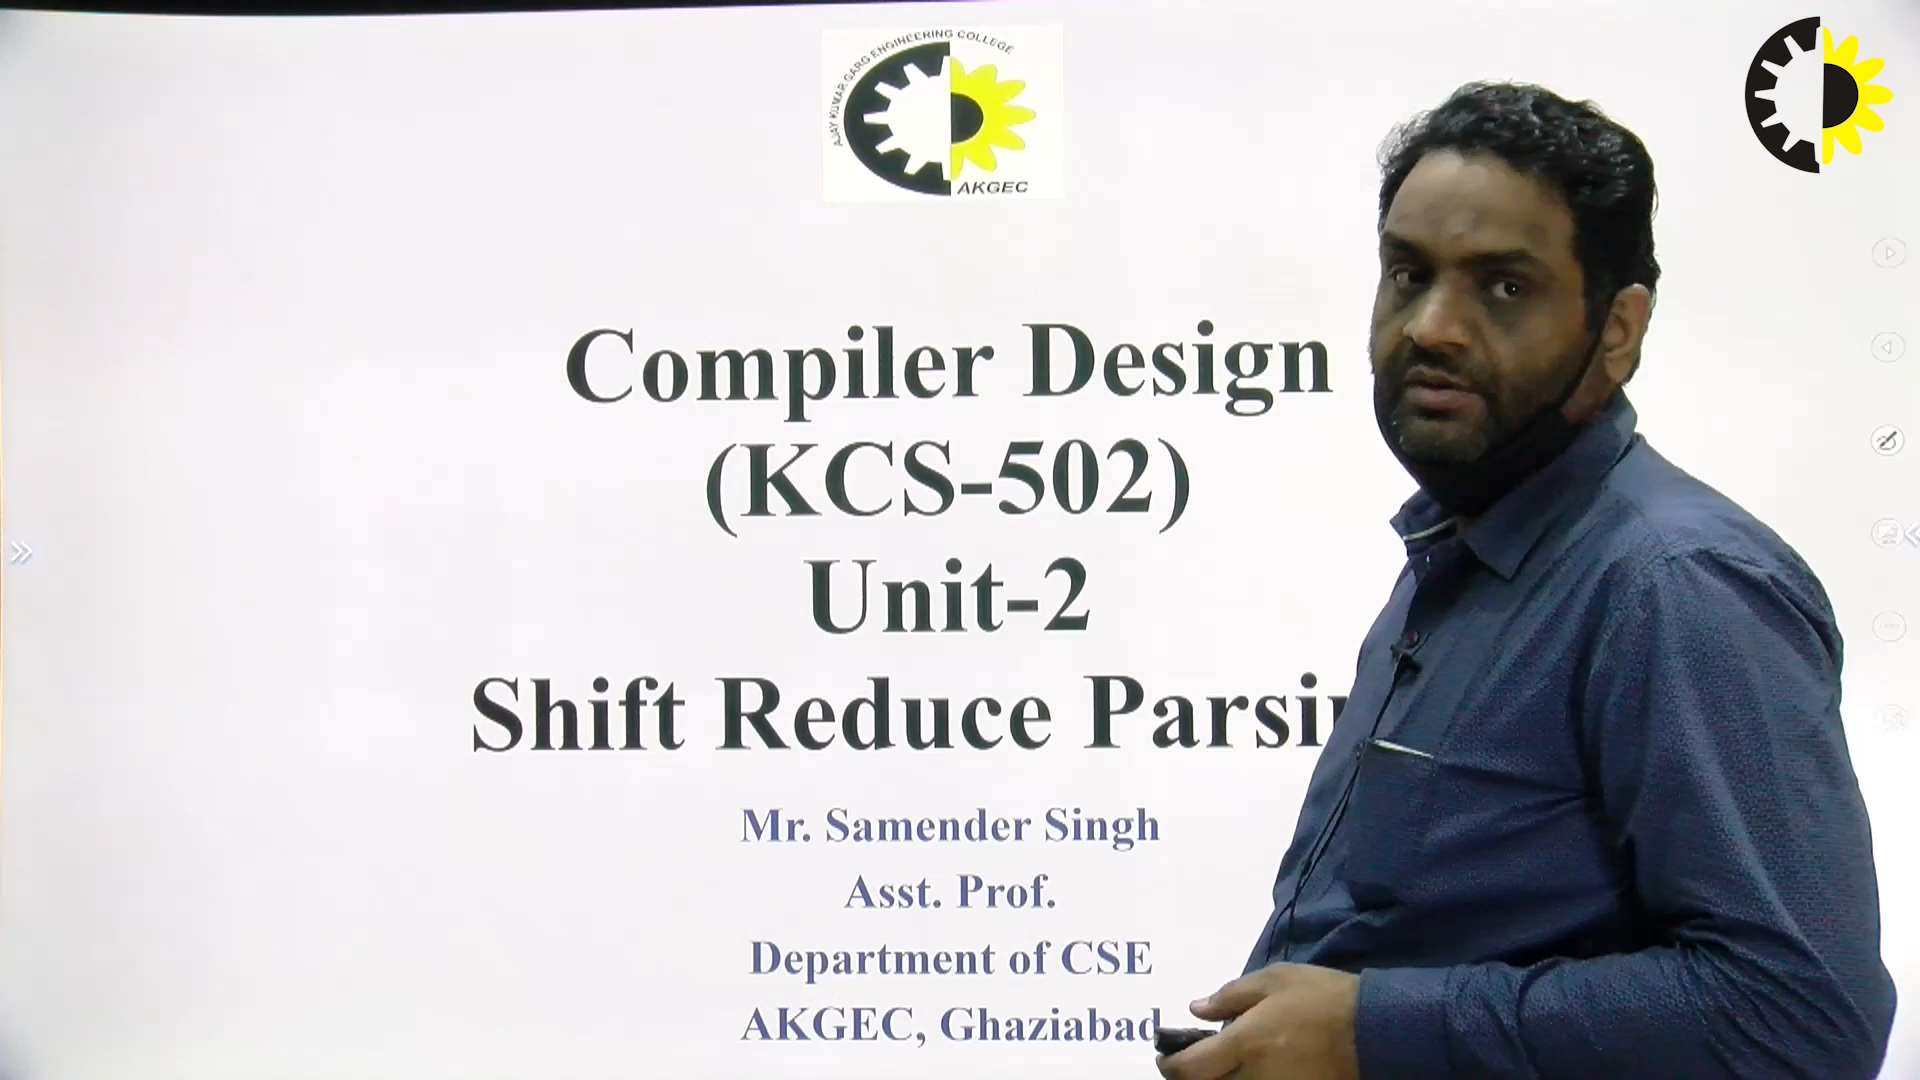 AJAY KUMAR GARG ENGINEERING COLLEGE
AKGEC
Compiler Design
(KCS-502)
Unit-2
Shift Reduce Parsin
Mr. Samender Singh
Asst. Prof.
Department of CSE
AKGEC, Ghaziabad